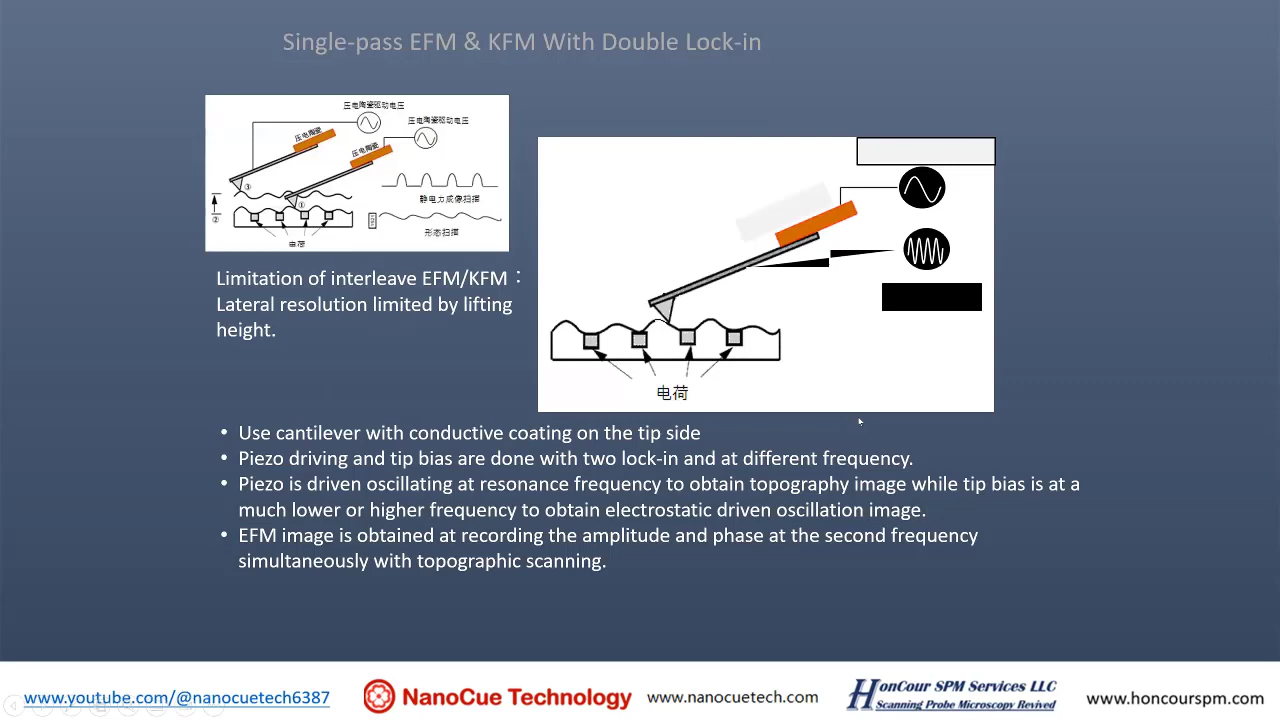 Single-pass EFM & KFM With Double Lock-in
压电陶瓷驱动电压
压电陶瓷驱动电压
压电陶瓷
压电陶瓷
③
①
②
静电力成像扫描
形态扫描
电荷
Limitation of interleave EFM/KFM：
Lateral resolution limited by lifting
height.
电荷
• Use cantilever with conductive coating on the tip side
• Piezo driving and tip bias are done with two lock-in and at different frequency.
• Piezo is driven oscillating at resonance frequency to obtain topography image while tip bias is at a
much lower or higher frequency to obtain electrostatic driven oscillation image.
• EFM image is obtained at recording the amplitude and phase at the second frequency
simultaneously with topographic scanning.
www.youtube.com/@nanocuetech6387
NanoCue Technology
www.nanocuetech.com
HonCour SPM Services LLC
Scanning Probe Microscopy Revived
www.honcourspm.com